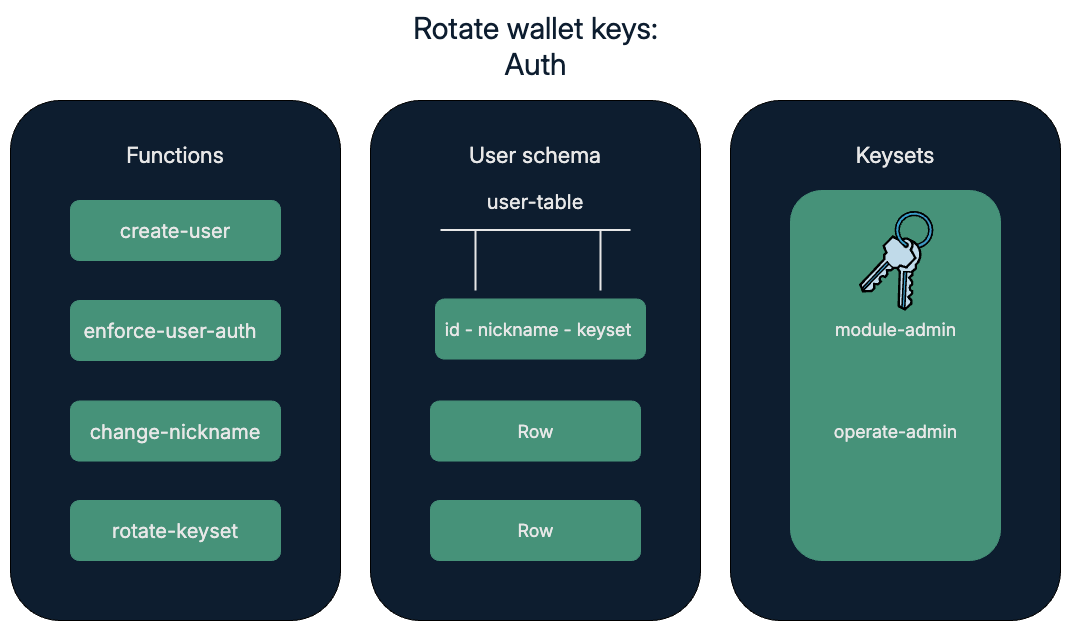 Rotate wallet keys:
Auth
Functions
create-user
enforce-user-auth
change-nickname
rotate-keyset
User schema
user-table
id - nickname - keyset
Row
Row
Keysets
module-admin
operate-admin